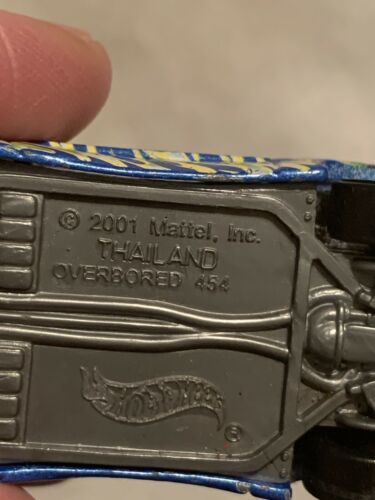 © 2001 Mattel, Inc.
THAILAND
OVERBORED 454
HOT WHEELS
®